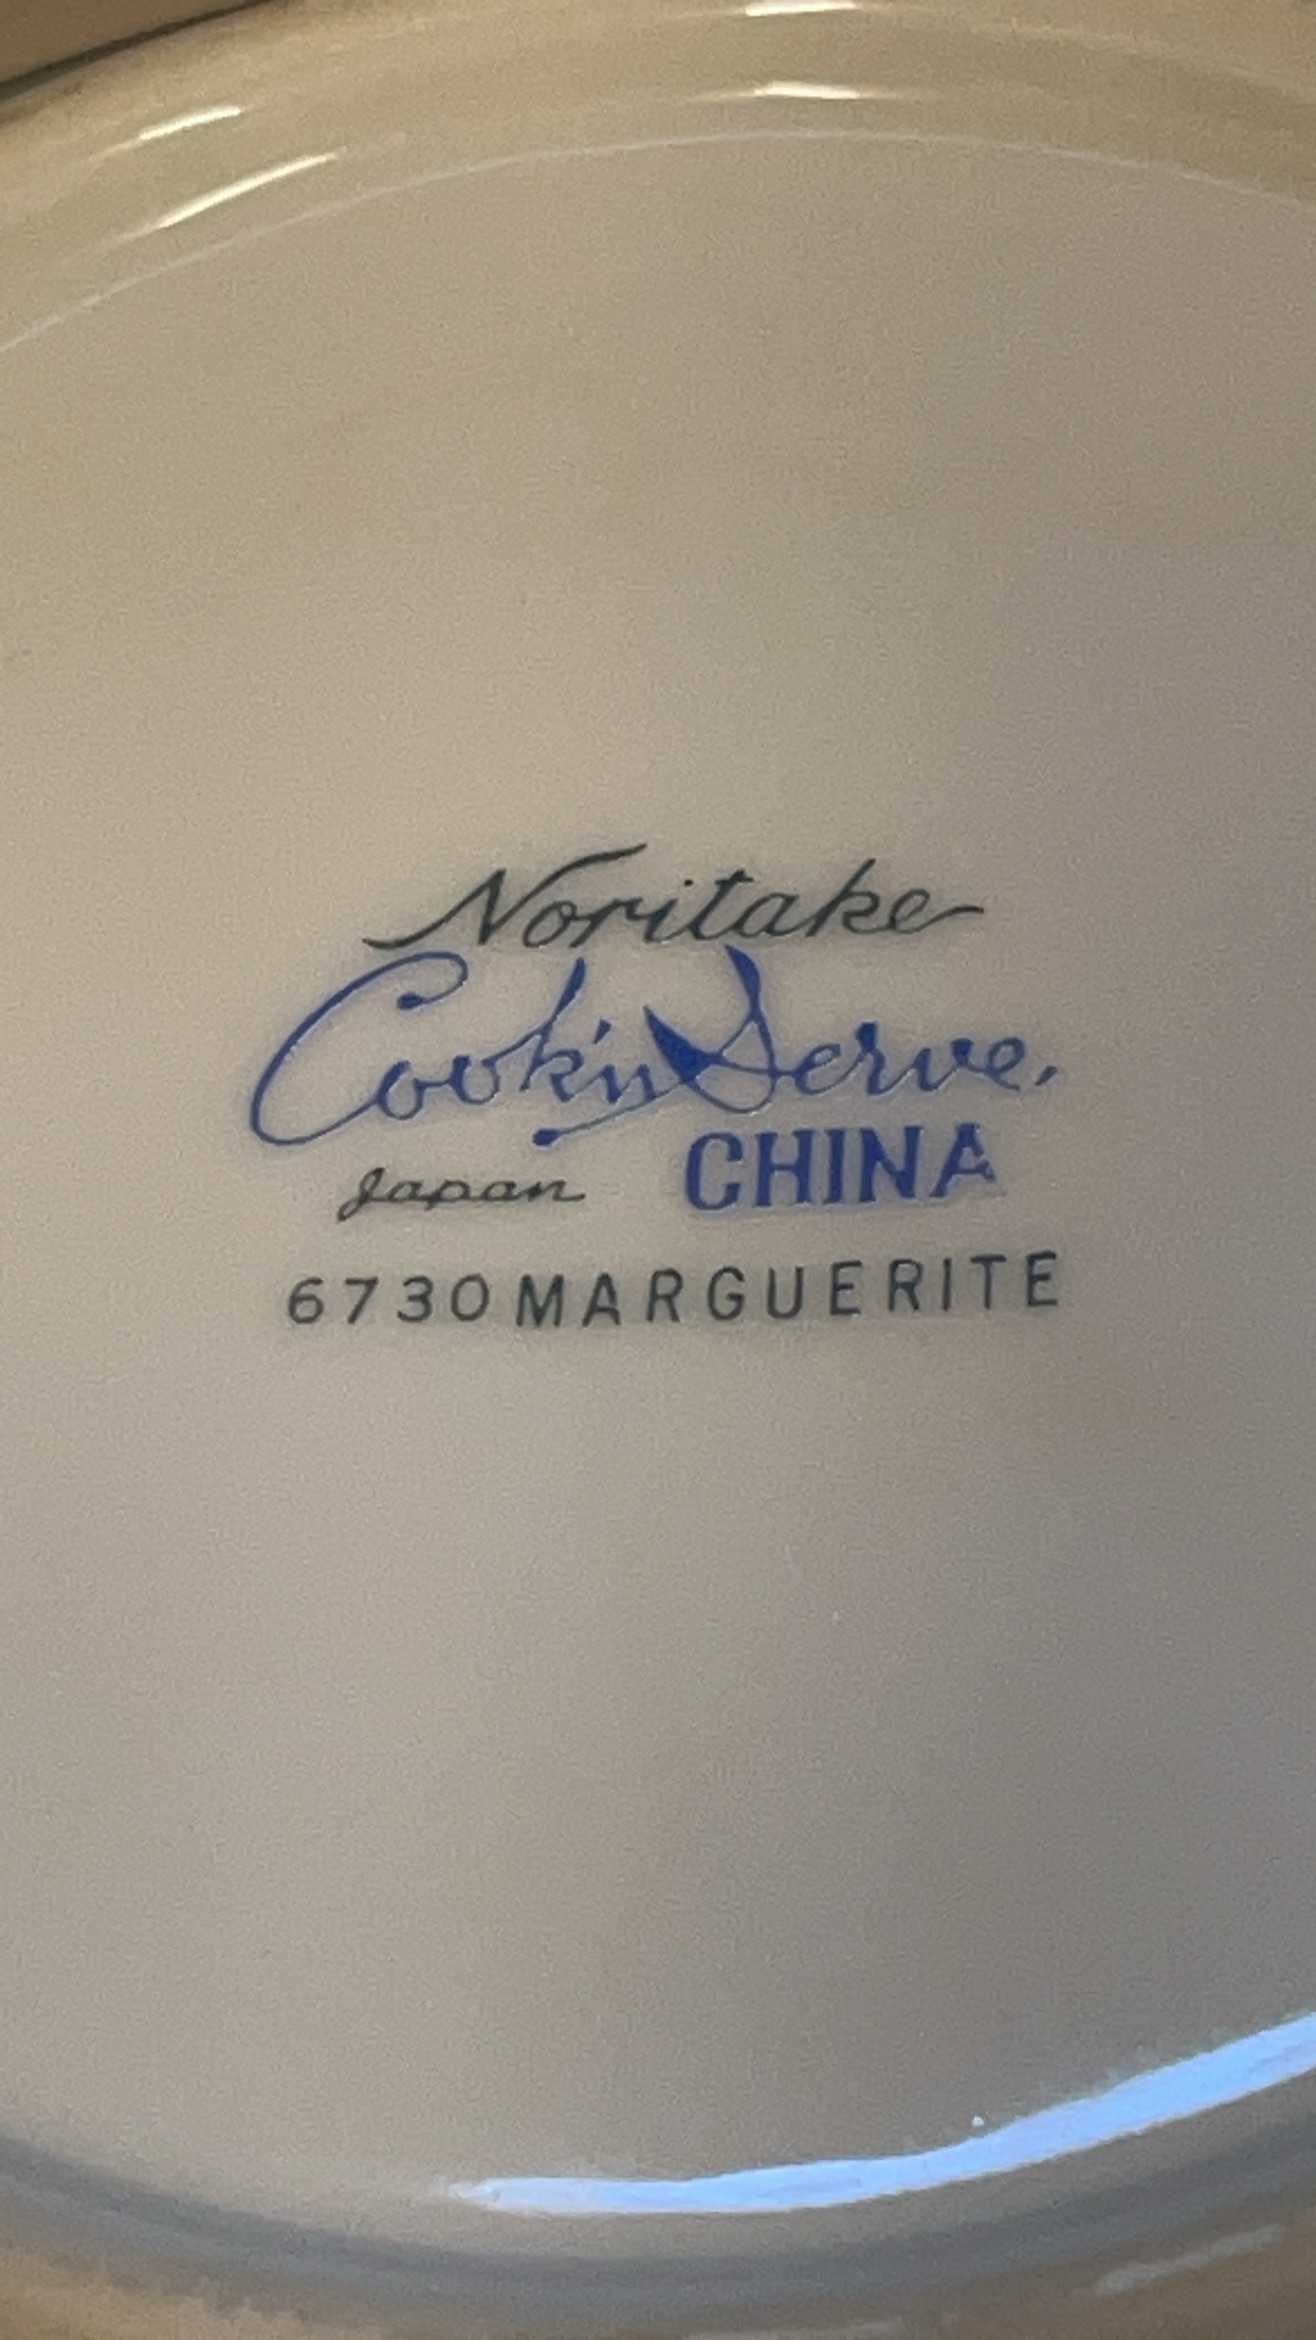 Noritake
Cook'n Serve.
Japan CHINA
6730 MARGUERITE